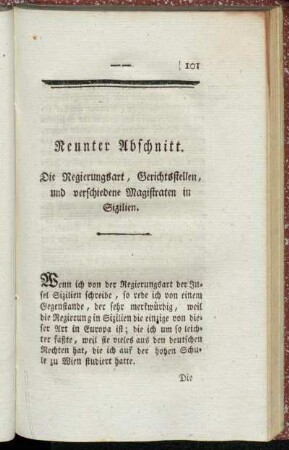 —— ( 101
Neunter Abschnitt.
Die Regierungsart, Gerichtsstellen,
und verschiedene Magistraten in
Sizilien.
Wenn ich von der Regierungsart der In-
sel Sizilien schreibe, so rede ich von einem
Gegenstande, der sehr merkwürdig, weil
die Regierung in Sizilien die einzige von die-
ser Art in Europa ist; die ich um so leich-
ter faßte, weil sie vieles aus den deutschen
Rechten hat, die ich auf der hohen Schu-
le zu Wien studiert hatte.
Die